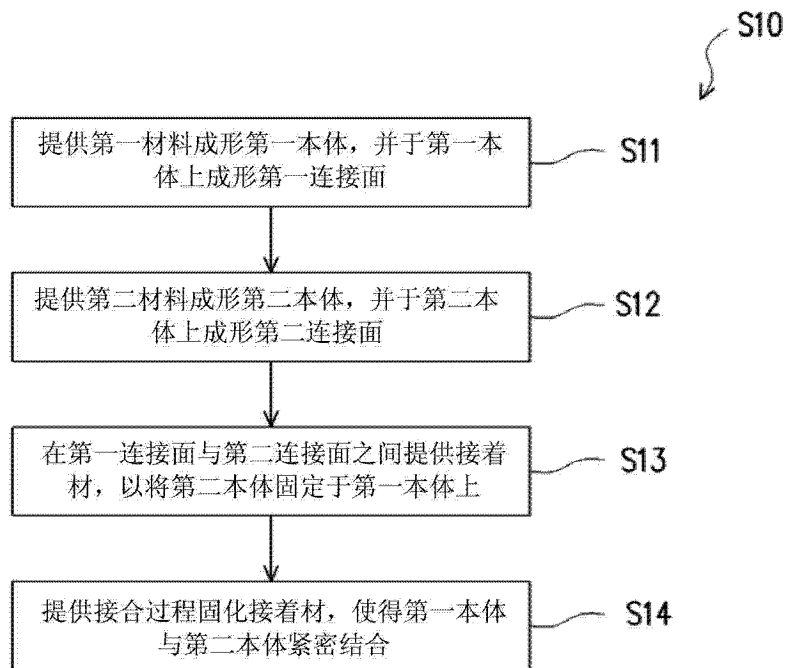 S10
提供第一材料成形第一本体，并于第一本
体上成形第一连接面
S11
提供第二材料成形第二本体，并于第二本
体上成形第二连接面
S12
在第一连接面与第二连接面之间提供接着
材，以将第二本体固定于第一本体上
S13
提供接合过程固化接着材，使得第一本体
与第二本体紧密结合
S14